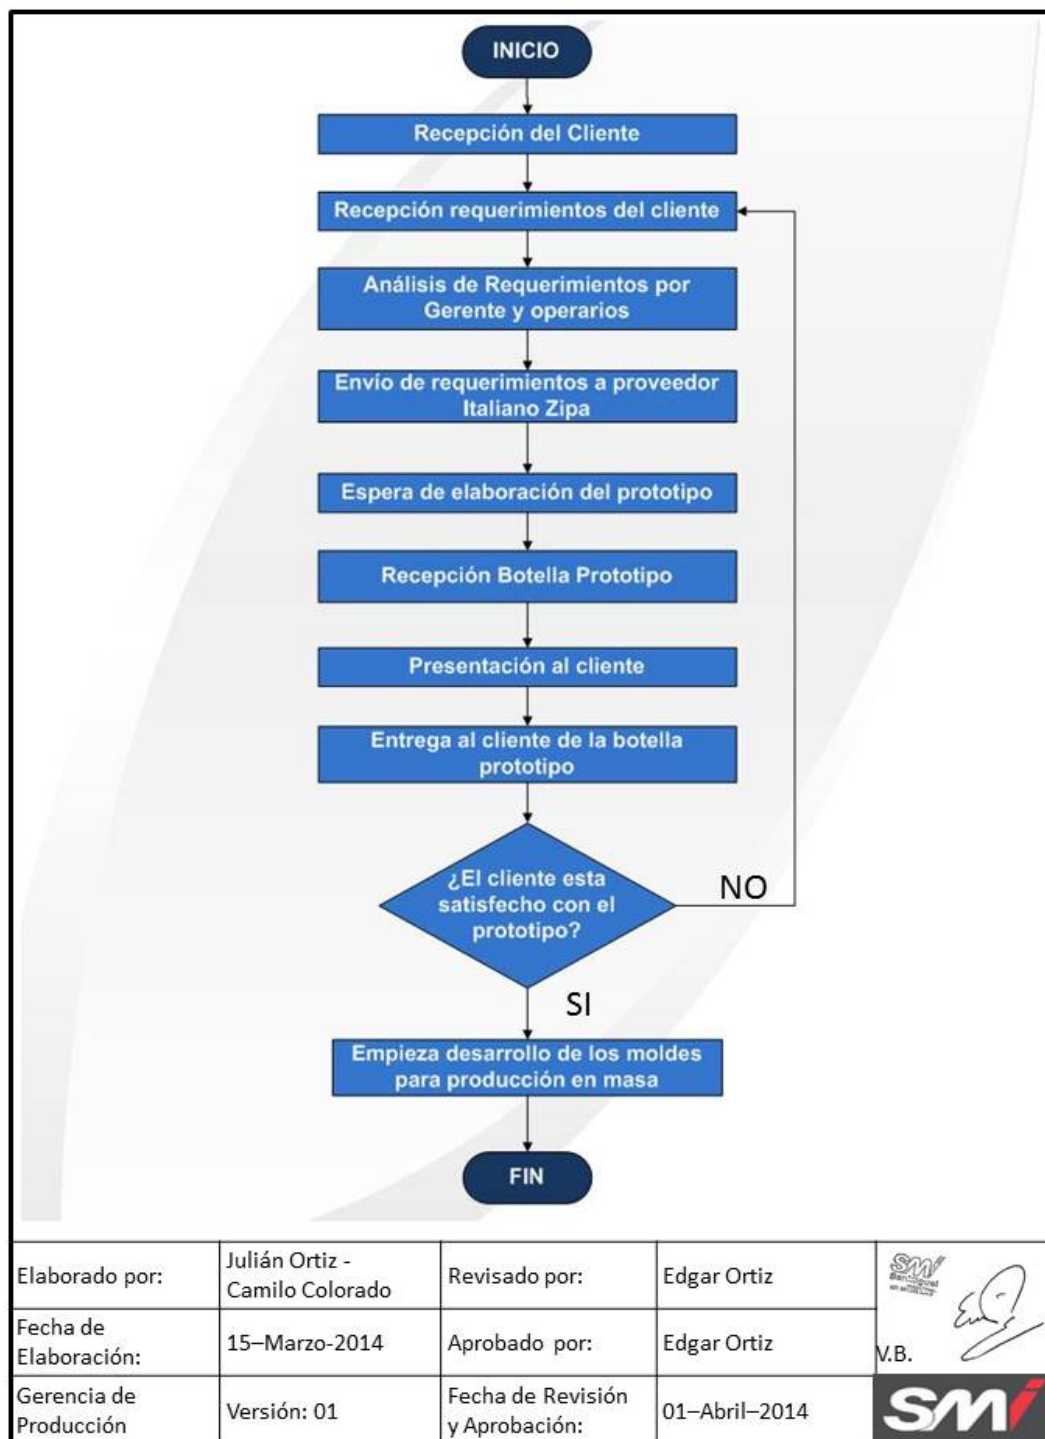 INICIO
Recepción del Cliente
Recepción requerimientos del cliente
Análisis de Requerimientos por
Gerente y operarios
Envío de requerimientos a proveedor
Italiano Zipa
Espera de elaboración del prototipo
Recepción Botella Prototipo
Presentación al cliente
Entrega al cliente de la botella
prototipo
¿El cliente esta
satisfecho con el
prototipo?
NO
SI
Empieza desarrollo de los moldes
para producción en masa
FIN
Elaborado por:
Julián Ortiz -
Camilo Colorado
Revisado por:
Edgar Ortiz
SMI
Fecha de
Elaboración:
15–Marzo-2014
Aprobado por:
Edgar Ortiz
V.B.
Gerencia de
Producción
Versión: 01
Fecha de Revisión
y Aprobación:
01–Abril–2014
SMI